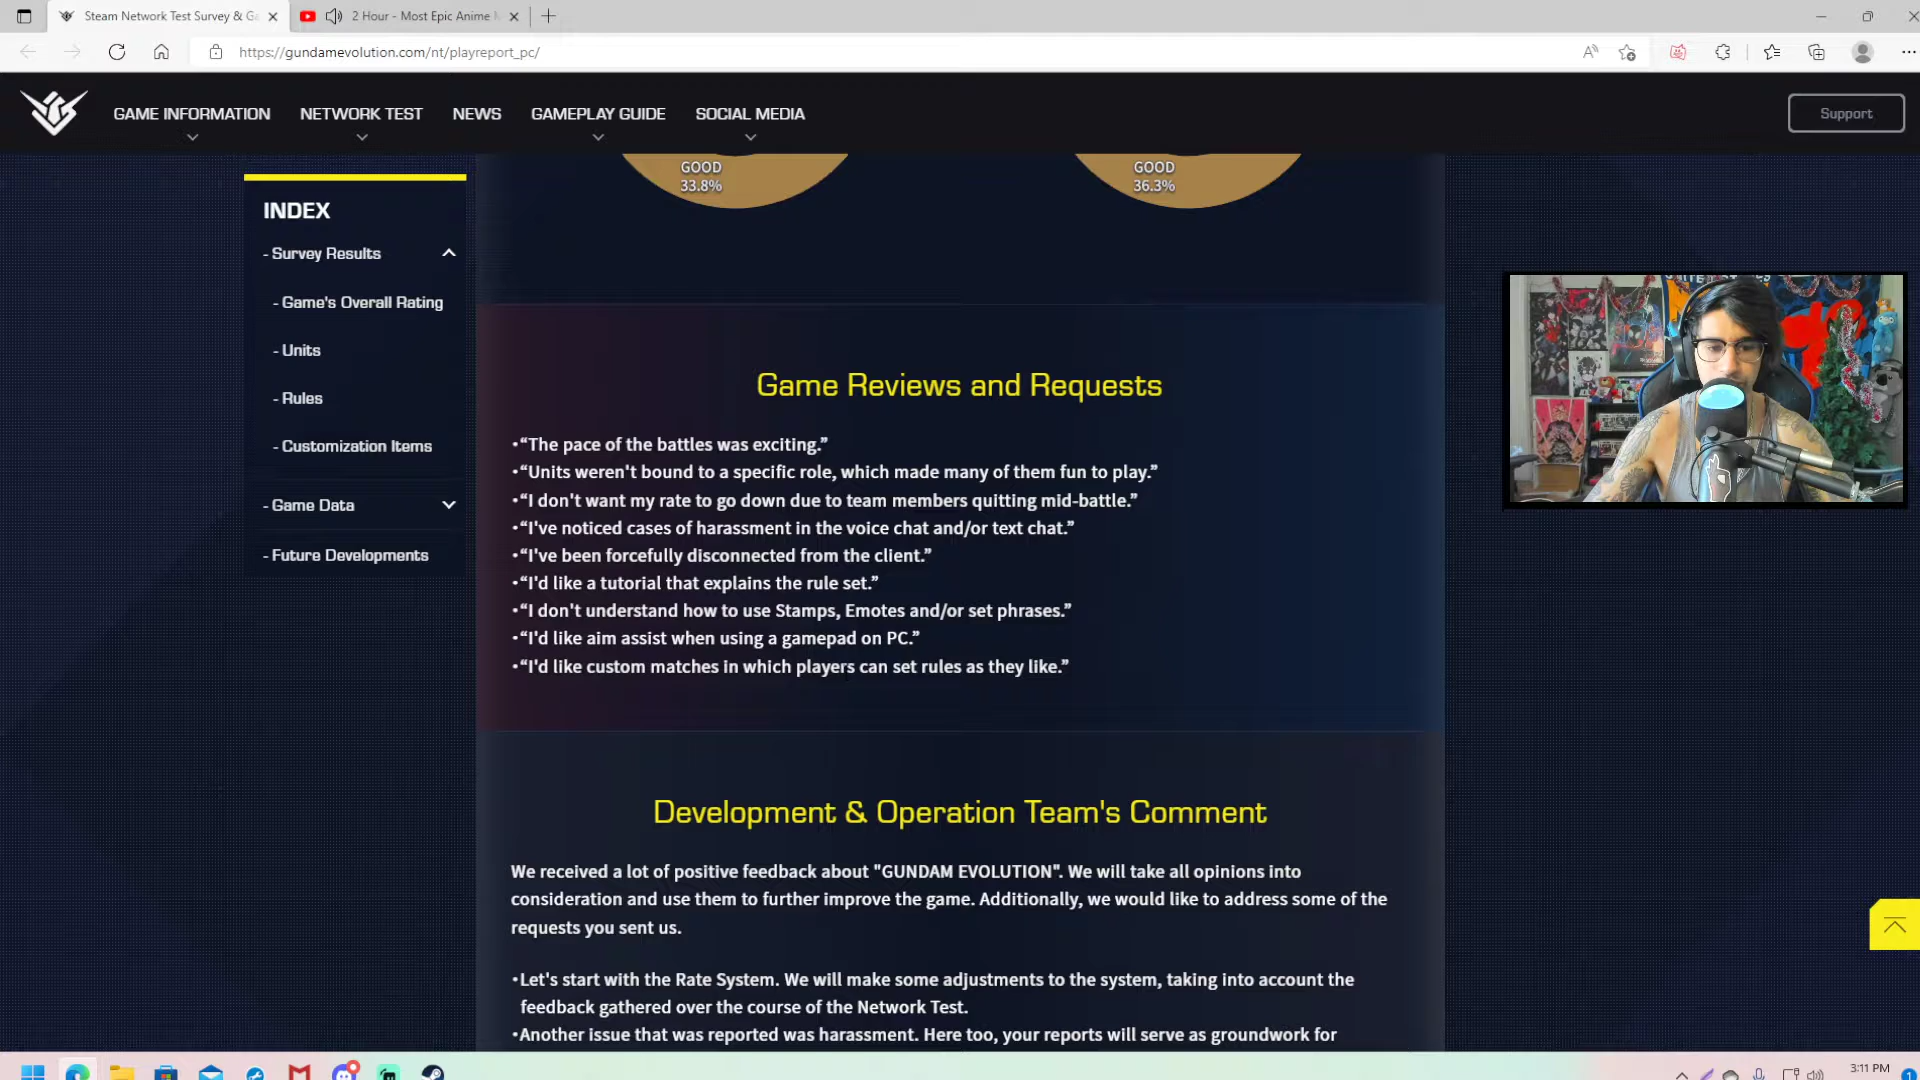 Steam Network Test Survey & Ga
2 Hour - Most Epic Anime M
https://gundamevolution.com/nt/playreport_pc/
GAME INFORMATION
NETWORK TEST
NEWS
GAMEPLAY GUIDE
SOCIAL MEDIA
Support
GOOD
33.8%
GOOD
36.3%
INDEX
- Survey Results
- Game's Overall Rating
- Units
- Rules
- Customization Items
- Game Data
- Future Developments
Game Reviews and Requests
•“The pace of the battles was exciting.”
•“Units weren't bound to a specific role, which made many of them fun to play.”
•“I don't want my rate to go down due to team members quitting mid-battle.”
•“I've noticed cases of harassment in the voice chat and/or text chat.”
•“I've been forcefully disconnected from the client.”
•“I'd like a tutorial that explains the rule set.”
•“I don't understand how to use Stamps, Emotes and/or set phrases.”
•“I'd like aim assist when using a gamepad on PC.”
•“I'd like custom matches in which players can set rules as they like.”
Development & Operation Team's Comment
We received a lot of positive feedback about "GUNDAM EVOLUTION". We will take all opinions into
consideration and use them to further improve the game. Additionally, we would like to address some of the
requests you sent us.
•Let's start with the Rate System. We will make some adjustments to the system, taking into account the
feedback gathered over the course of the Network Test.
•Another issue that was reported was harassment. Here too, your reports will serve as groundwork for
3:11 PM
1